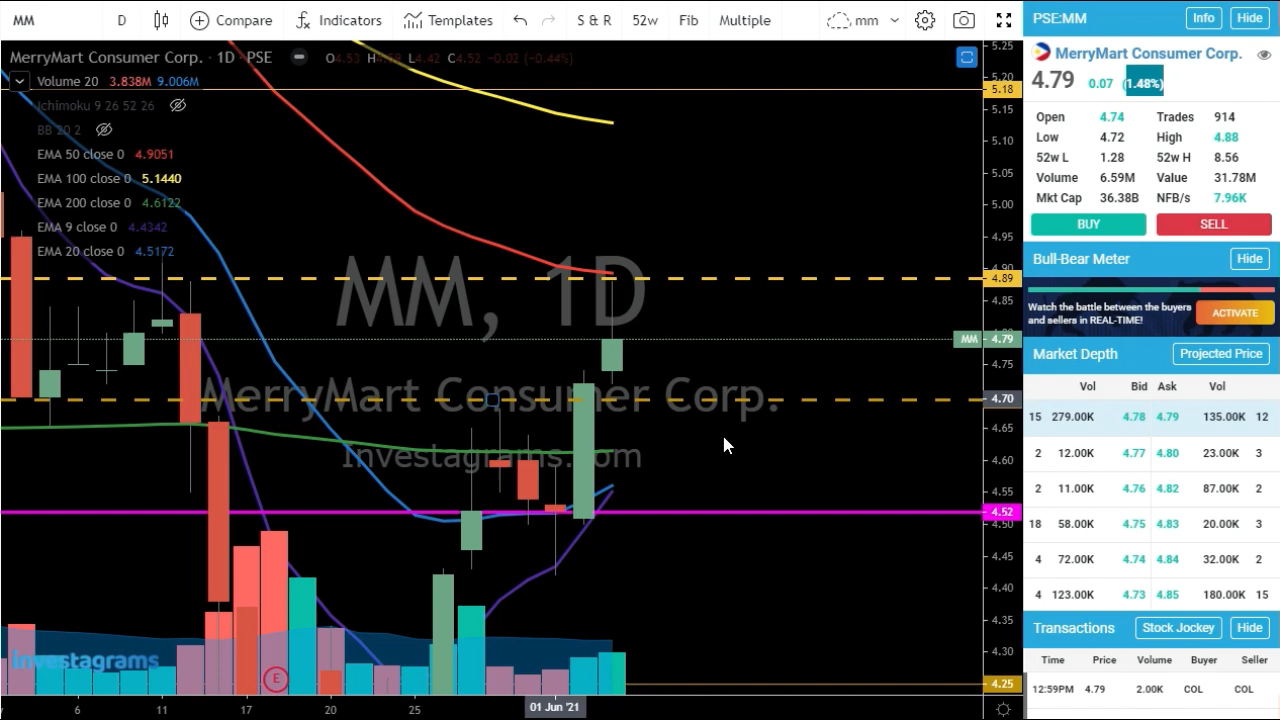 MM D Compare Indicators Templates S & R 52w Fib Multiple mm
MerryMart Consumer Corp. · 1D · PSE O4.53 H4.59 L4.42 C4.52 -0.02 (-0.44%)
Volume 20 3.838M 9.006M
Ichimoku 9 26 52 26
BB 20 2
EMA 50 close 0 4.9051
EMA 100 close 0 5.1440
EMA 200 close 0 4.6122
EMA 9 close 0 4.4342
EMA 20 close 0 4.5172
MM, 1D
MerryMart Consumer Corp.
Investagrams.com
investagrams
E
5.25
5.20
5.18
5.15
5.10
5.05
5.00
4.95
4.90
4.89
4.85
MM 4.79
4.75
4.70
4.65
4.60
4.55
4.52
4.50
4.45
4.40
4.35
4.30
4.25
6 11 17 20 25 01 Jun '21
PSE:MM Info Hide
MerryMart Consumer Corp.
4.79 0.07 (1.48%)
Open 4.74 Trades 914
Low 4.72 High 4.88
52w L 1.28 52w H 8.56
Volume 6.59M Value 31.78M
Mkt Cap 36.38B NFB/s 7.96K
BUY SELL
Bull-Bear Meter Hide
Watch the battle between the buyers
and sellers in REAL-TIME! ACTIVATE
Market Depth Projected Price
Vol Bid Ask Vol
15 279.00K 4.78 4.79 135.00K 12
2 12.00K 4.77 4.80 23.00K 3
2 11.00K 4.76 4.82 87.00K 2
18 58.00K 4.75 4.83 20.00K 3
4 72.00K 4.74 4.84 32.00K 2
4 123.00K 4.73 4.85 180.00K 15
Transactions Stock Jockey Hide
Time Price Volume Buyer Seller
12:59PM 4.79 2.00K COL COL